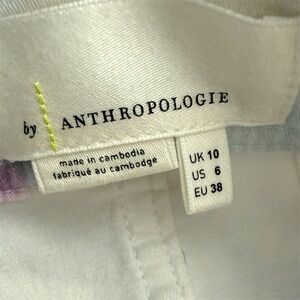 by ANTHROPOLOGIE
made in cambodia
fabriqué au cambodge
UK 10
US 6
EU 38